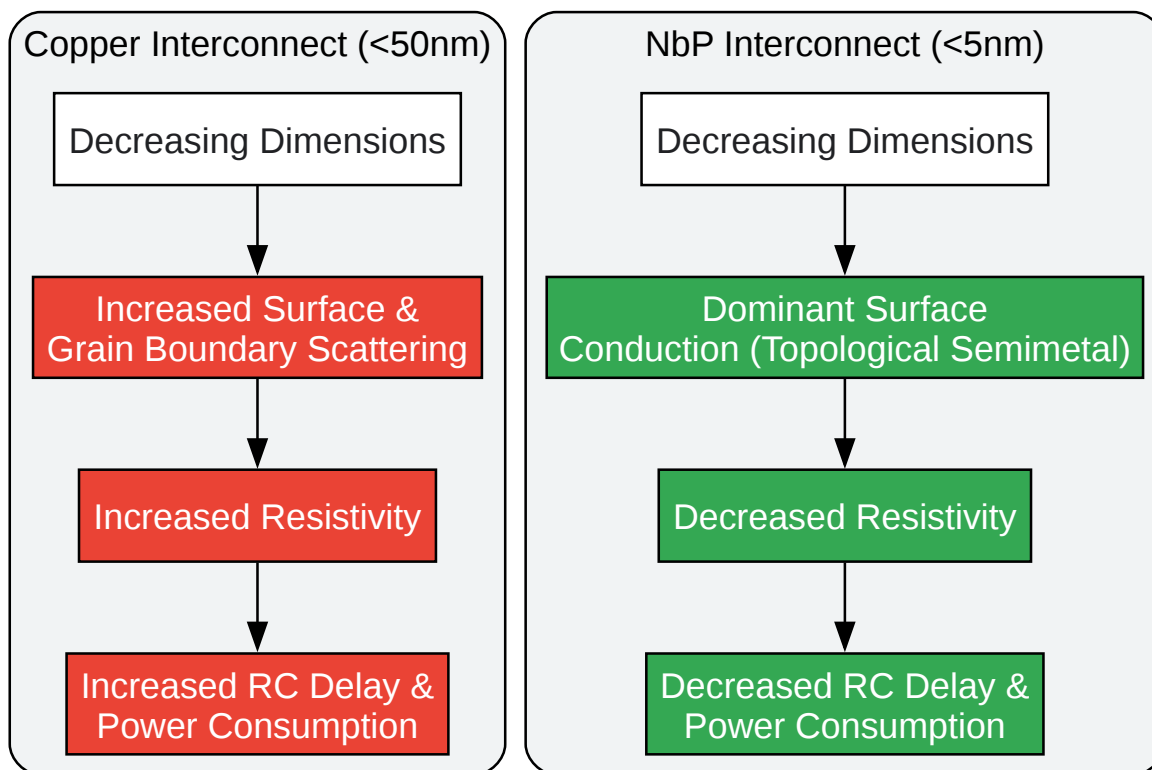 Copper Interconnect (<50nm)
Decreasing Dimensions
Increased Surface &
Grain Boundary Scattering
Increased Resistivity
Increased RC Delay &
Power Consumption
NbP Interconnect (<5nm)
Decreasing Dimensions
Dominant Surface
Conduction (Topological Semimetal)
Decreased Resistivity
Decreased RC Delay &
Power Consumption